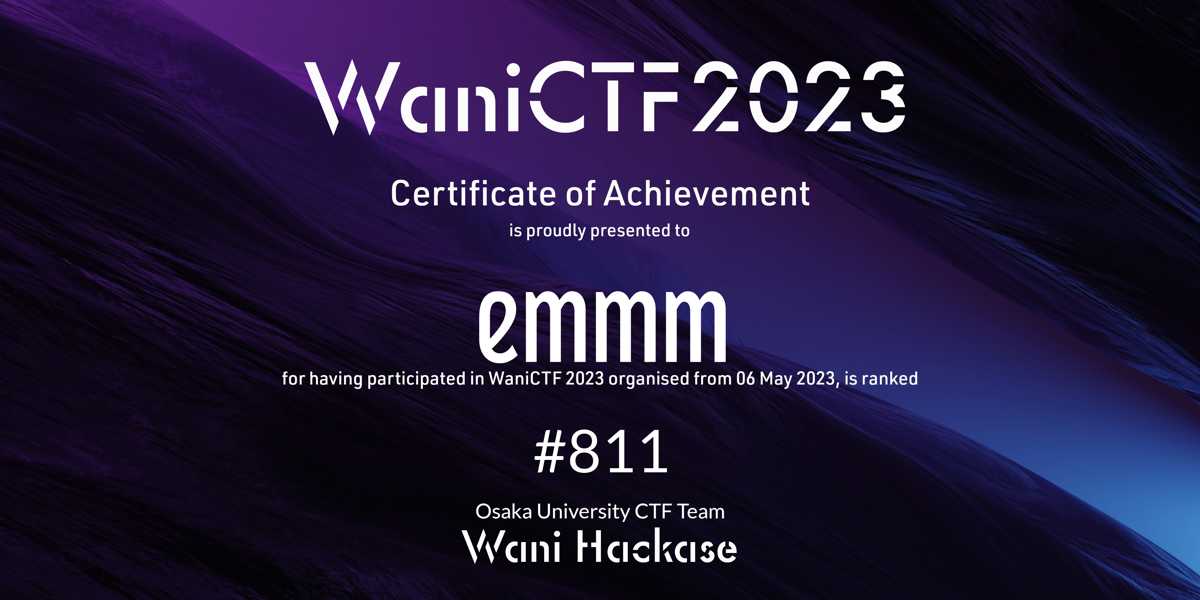 WaniCTF2023
Certificate of Achievement
is proudly presented to
emmm
for having participated in WaniCTF 2023 organised from 06 May 2023, is ranked
#811
Osaka University CTF Team
Wani Hackase